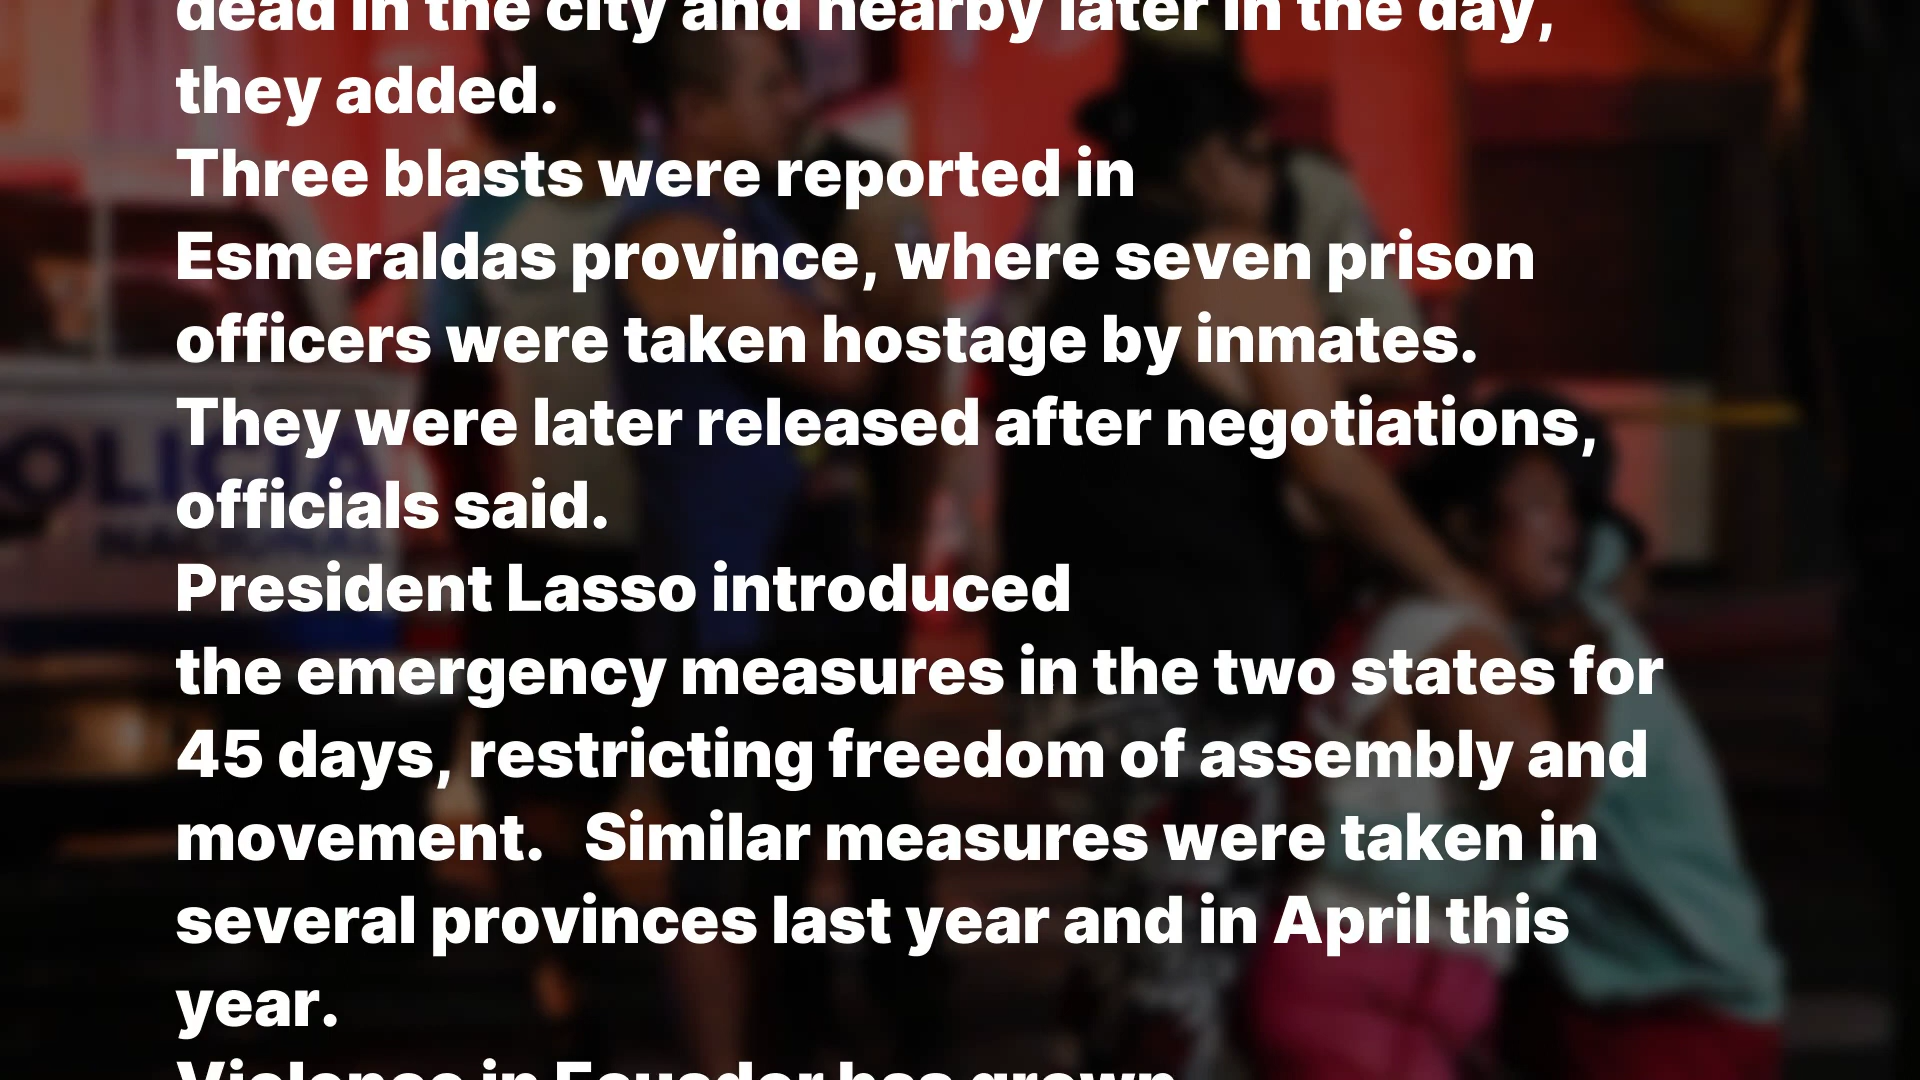 dead in the city and nearby later in the day,
they added.
Three blasts were reported in
Esmeraldas province, where seven prison
officers were taken hostage by inmates.
They were later released after negotiations,
officials said.
President Lasso introduced
the emergency measures in the two states for
45 days, restricting freedom of assembly and
movement.   Similar measures were taken in
several provinces last year and in April this
year.
Violence in Ecuador has grown
OLICIA
NACIONAL